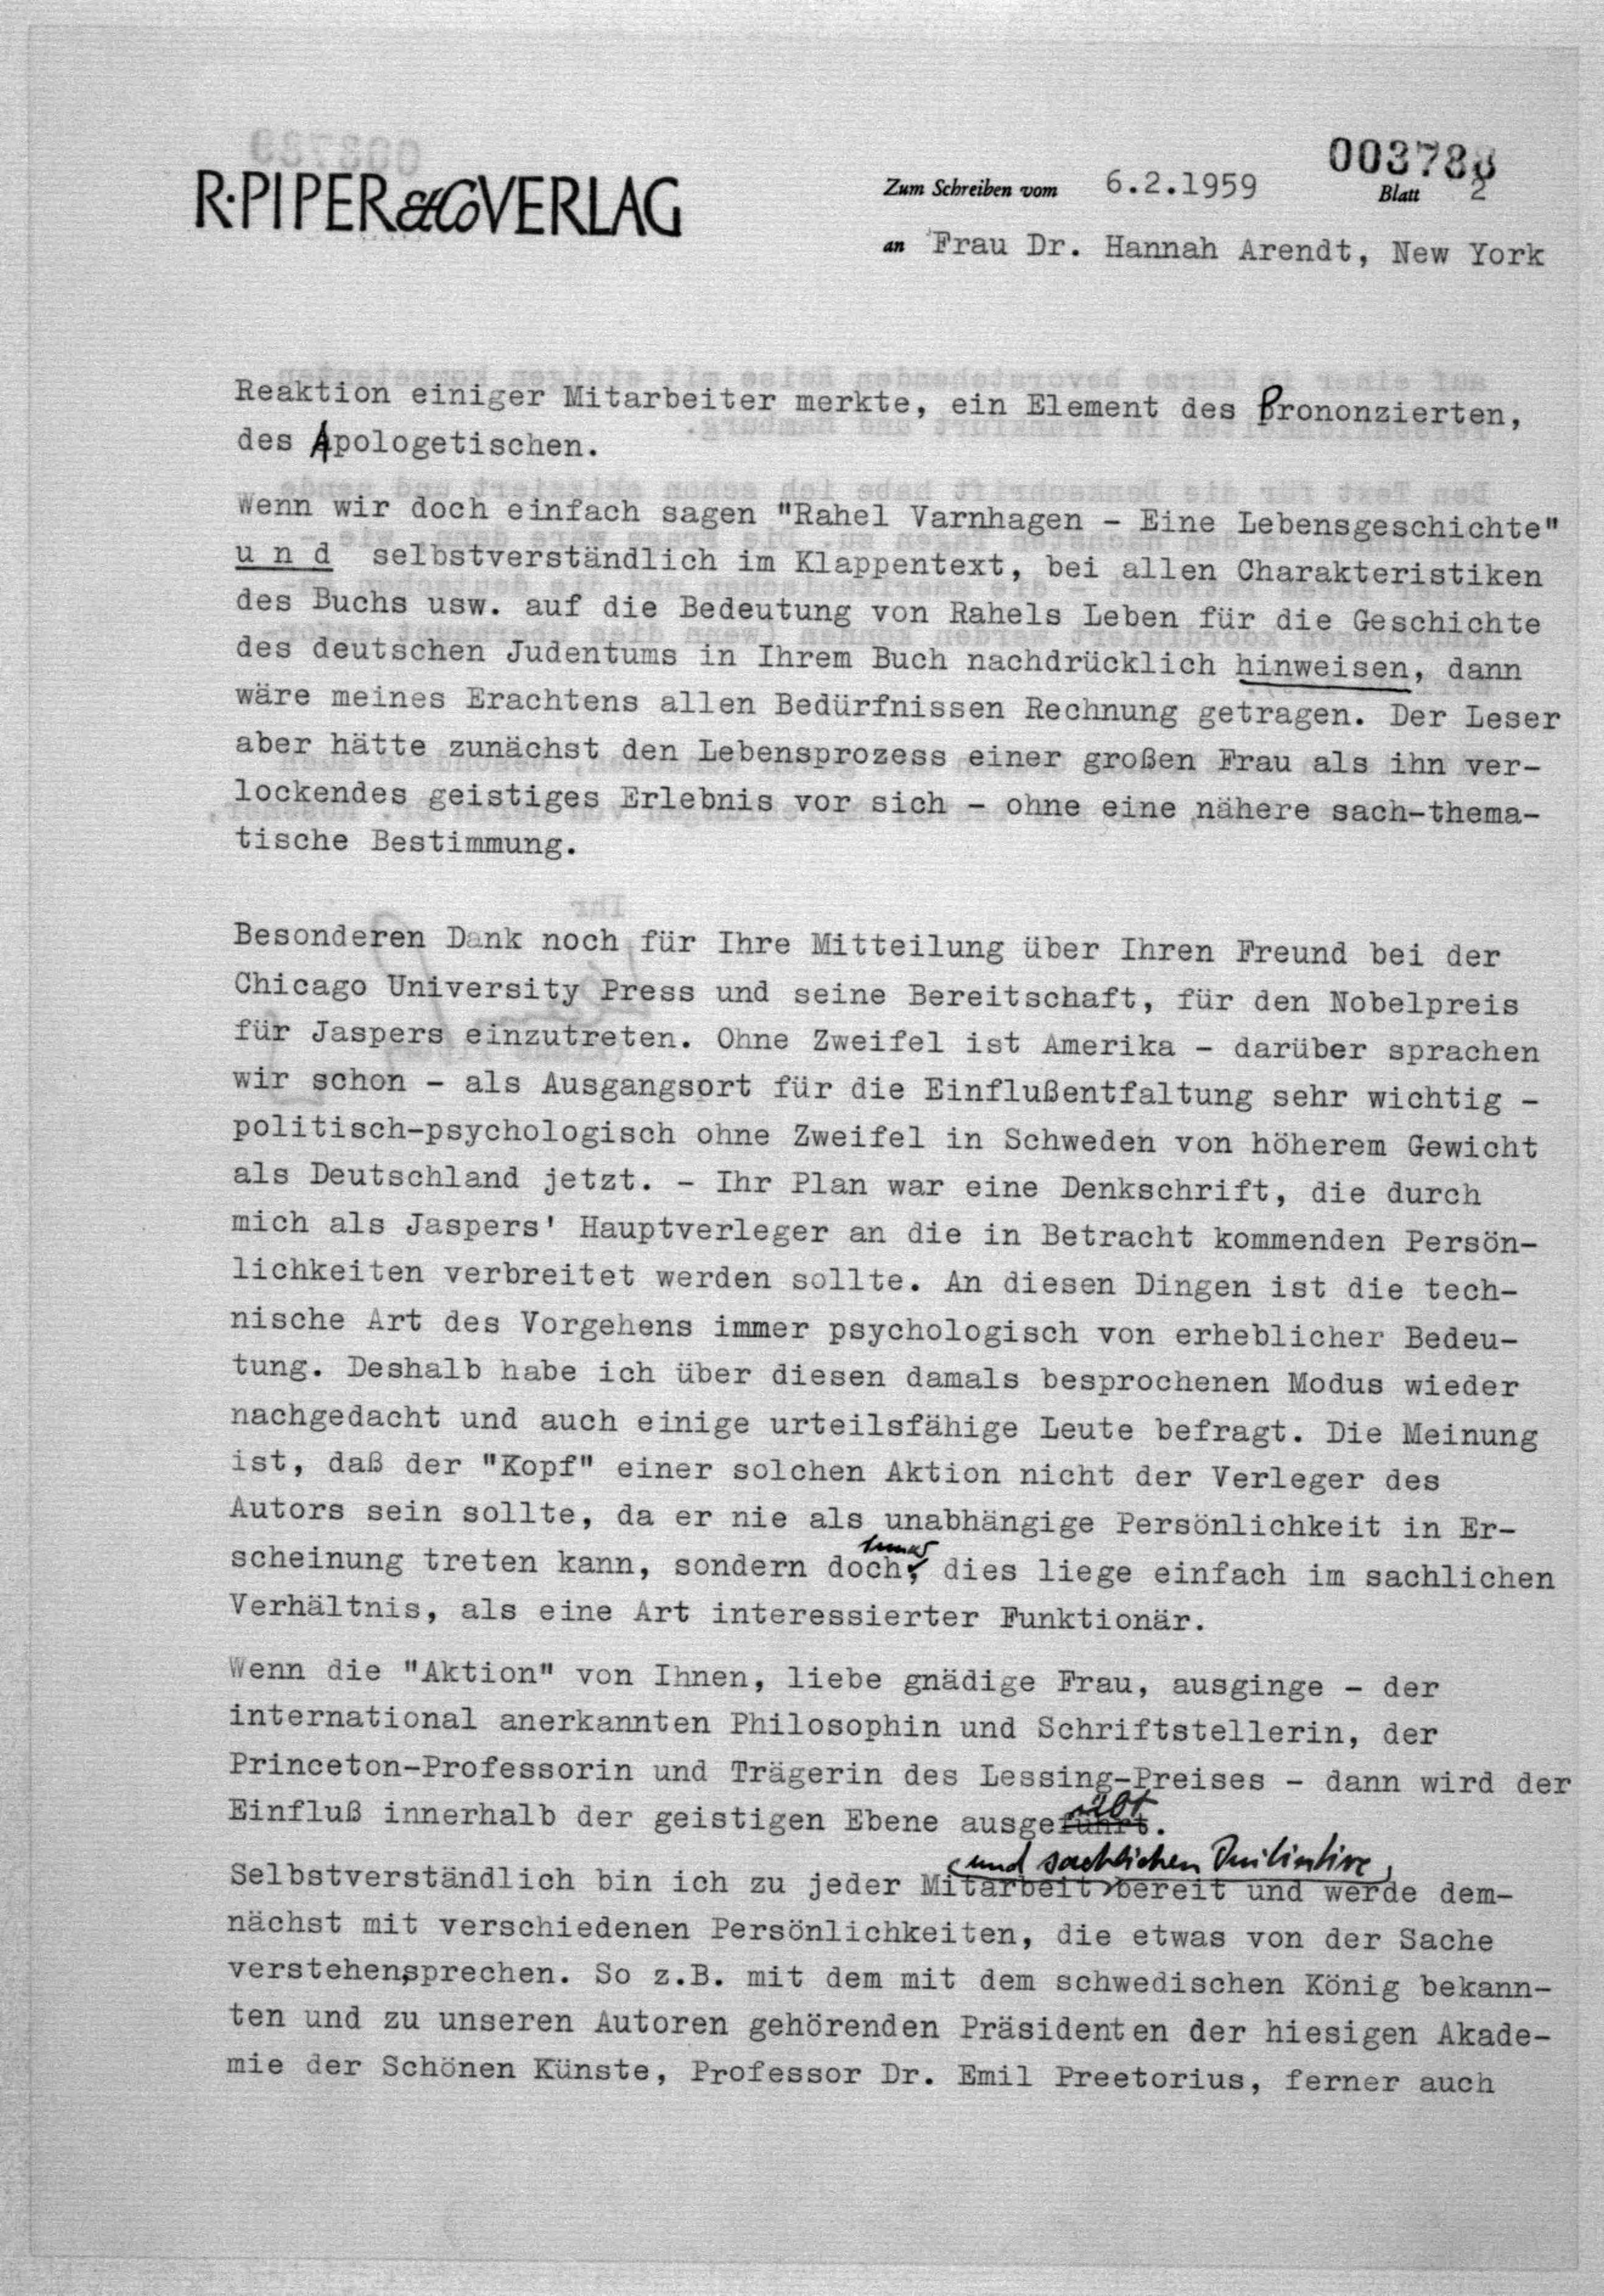 003788
R·PIPER & Co VERLAG
Zum Schreiben vom 6.2.1959 Blatt 2
an Frau Dr. Hannah Arendt, New York
Reaktion einiger Mitarbeiter merkte, ein Element des Prononzierten,
des Apologetischen.
Wenn wir doch einfach sagen "Rahel Varnhagen - Eine Lebensgeschichte"
u n d selbstverständlich im Klappentext, bei allen Charakteristiken
des Buchs usw. auf die Bedeutung von Rahels Leben für die Geschichte
des deutschen Judentums in Ihrem Buch nachdrücklich hinweisen, dann
wäre meines Erachtens allen Bedürfnissen Rechnung getragen. Der Leser
aber hätte zunächst den Lebensprozess einer großen Frau als ihn ver-
lockendes geistiges Erlebnis vor sich - ohne eine nähere sach-thema-
tische Bestimmung.
Besonderen Dank noch für Ihre Mitteilung über Ihren Freund bei der
Chicago University Press und seine Bereitschaft, für den Nobelpreis
für Jaspers einzutreten. Ohne Zweifel ist Amerika - darüber sprachen
wir schon - als Ausgangsort für die Einflußentfaltung sehr wichtig -
politisch-psychologisch ohne Zweifel in Schweden von höherem Gewicht
als Deutschland jetzt. - Ihr Plan war eine Denkschrift, die durch
mich als Jaspers' Hauptverleger an die in Betracht kommenden Persön-
lichkeiten verbreitet werden sollte. An diesen Dingen ist die tech-
nische Art des Vorgehens immer psychologisch von erheblicher Bedeu-
tung. Deshalb habe ich über diesen damals besprochenen Modus wieder
nachgedacht und auch einige urteilsfähige Leute befragt. Die Meinung
ist, daß der "Kopf" einer solchen Aktion nicht der Verleger des
Autors sein sollte, da er nie als unabhängige Persönlichkeit in Er-
scheinung treten kann, sondern doch immer, dies liege einfach im sachlichen
Verhältnis, als eine Art interessierter Funktionär.
Wenn die "Aktion" von Ihnen, liebe gnädige Frau, ausginge - der
international anerkannten Philosophin und Schriftstellerin, der
Princeton-Professorin und Trägerin des Lessing-Preises - dann wird der
Einfluß innerhalb der geistigen Ebene ausgeübt.
und sachlichen Initiative
Selbstverständlich bin ich zu jeder Mitarbeit bereit und werde dem-
nächst mit verschiedenen Persönlichkeiten, die etwas von der Sache
verstehen,sprechen. So z.B. mit dem mit dem schwedischen König bekann-
ten und zu unseren Autoren gehörenden Präsidenten der hiesigen Akade-
mie der Schönen Künste, Professor Dr. Emil Preetorius, ferner auch